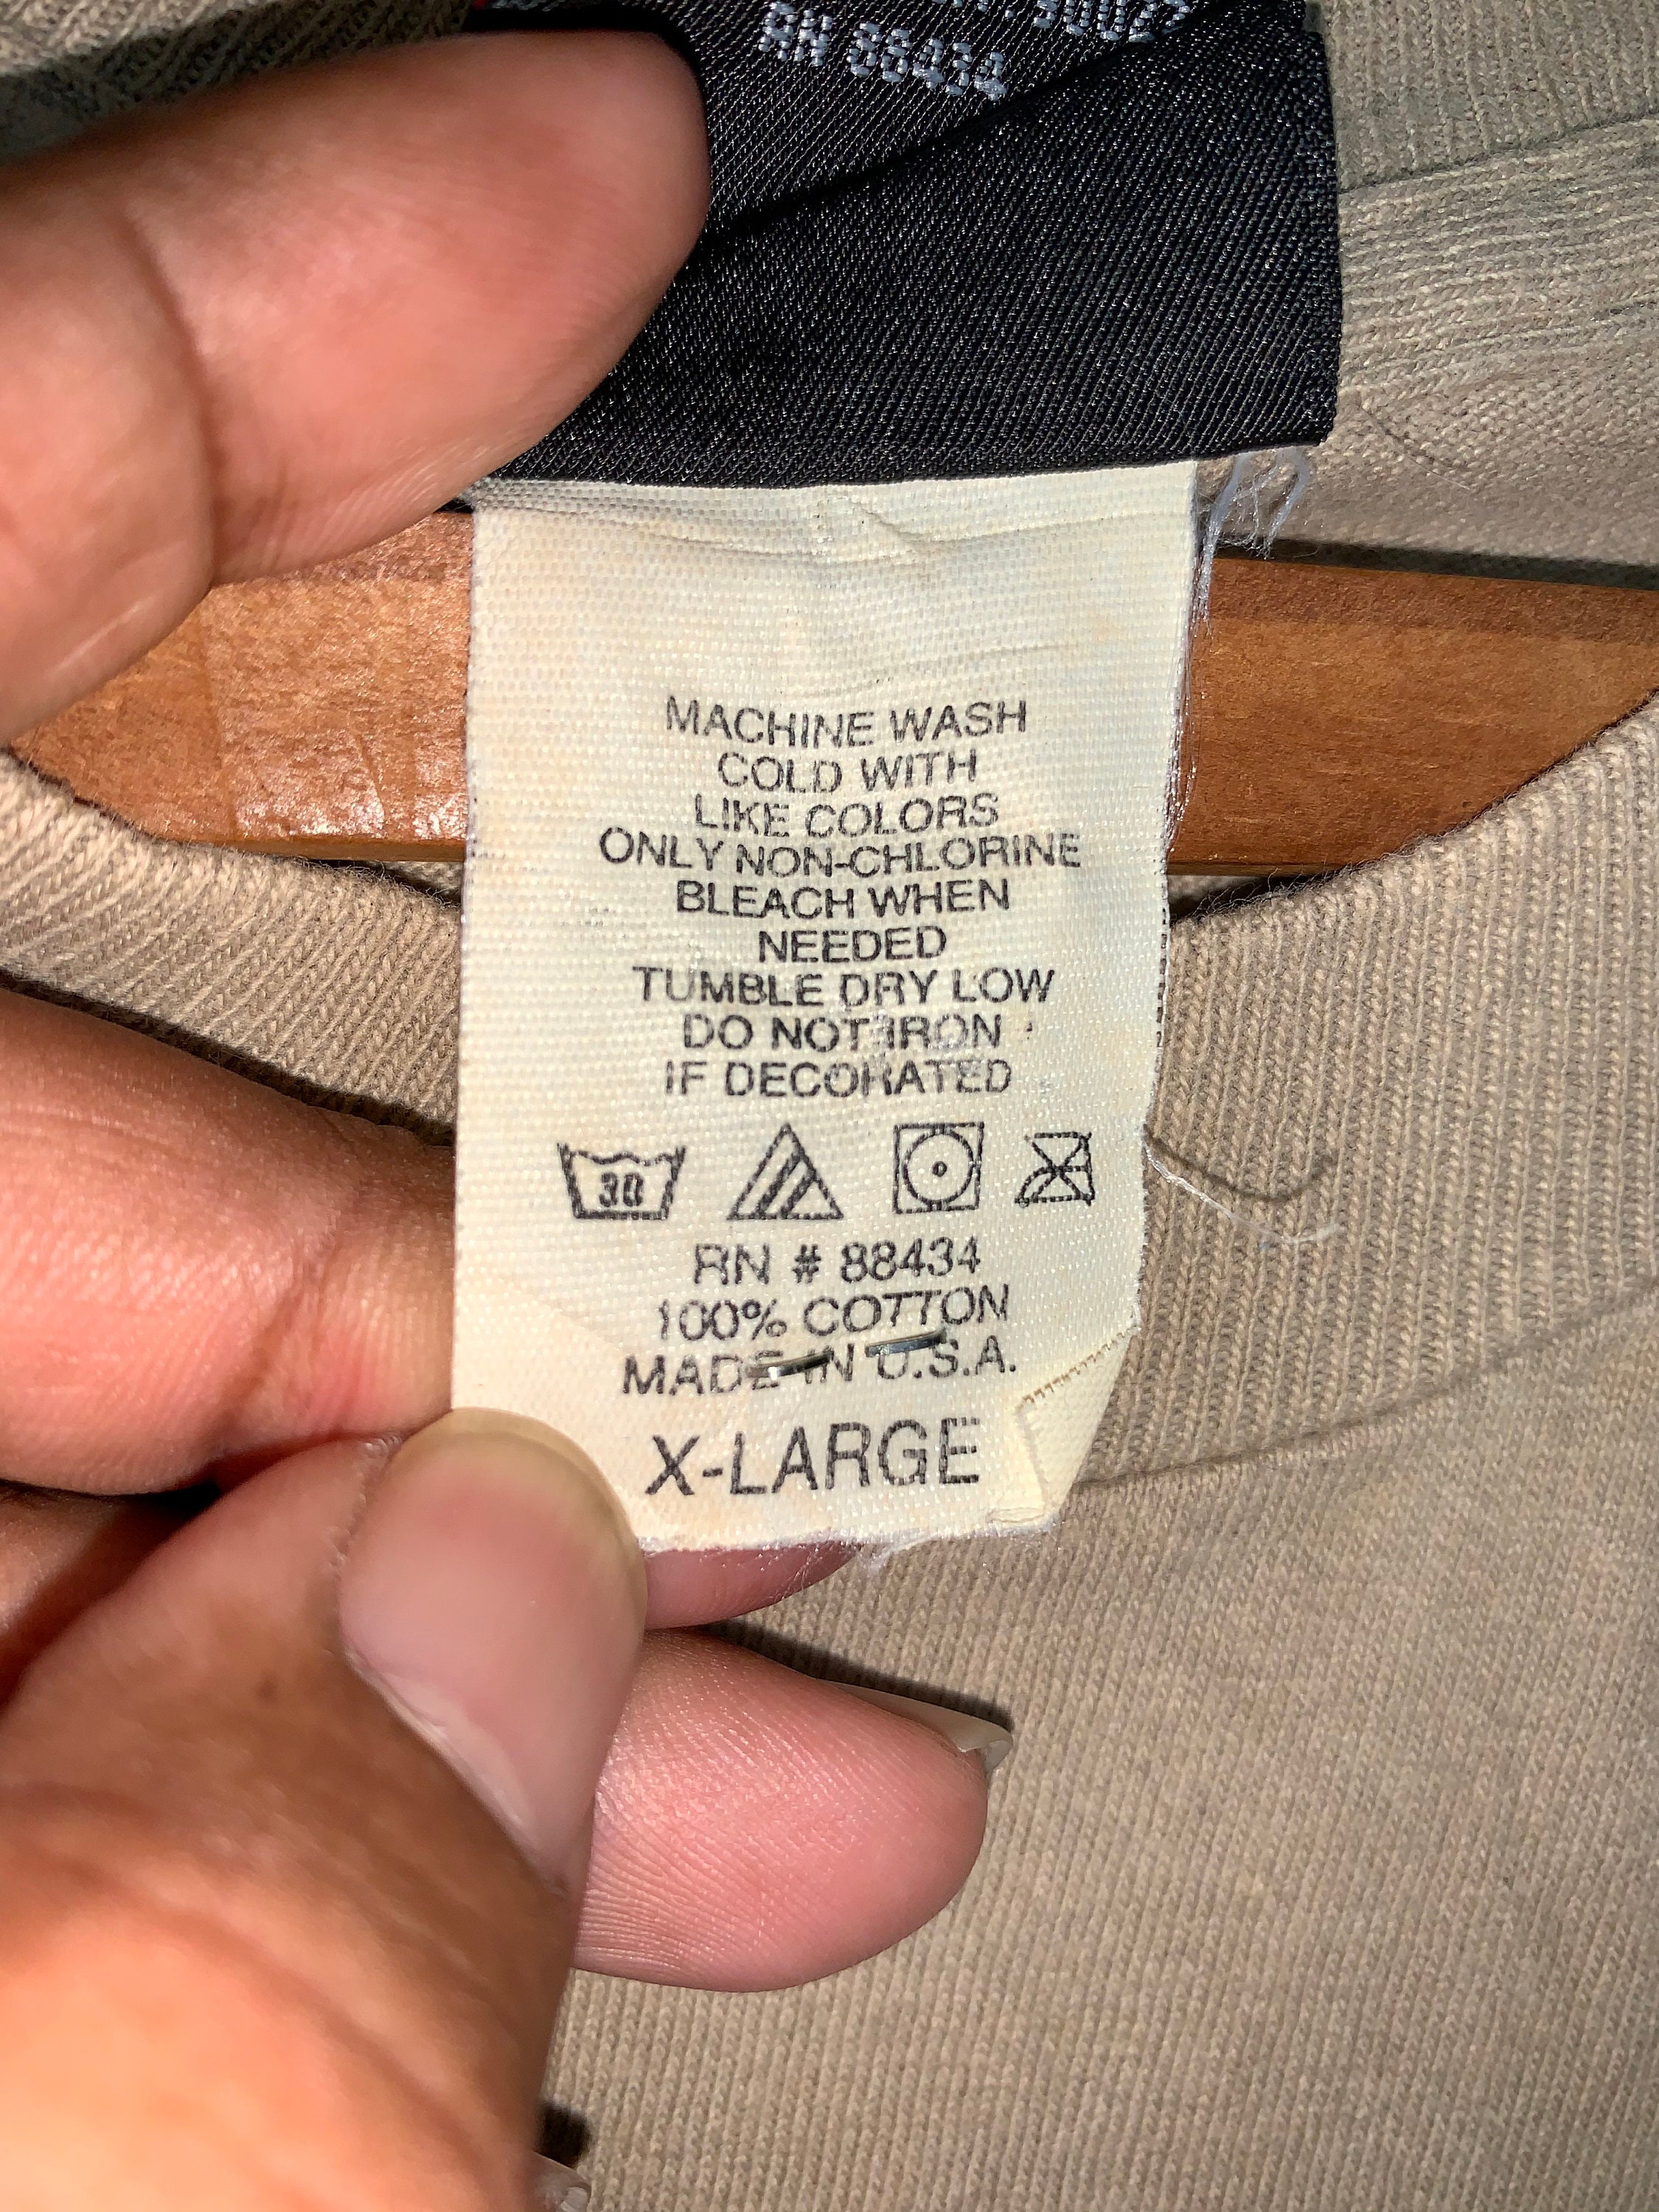 RN 88434
MACHINE WASH
COLD WITH
LIKE COLORS
ONLY NON-CHLORINE
BLEACH WHEN
NEEDED
TUMBLE DRY LOW
DO NOT IRON
IF DECORATED
30
RN # 88434
100% COTTON
MADE IN U.S.A.
X-LARGE